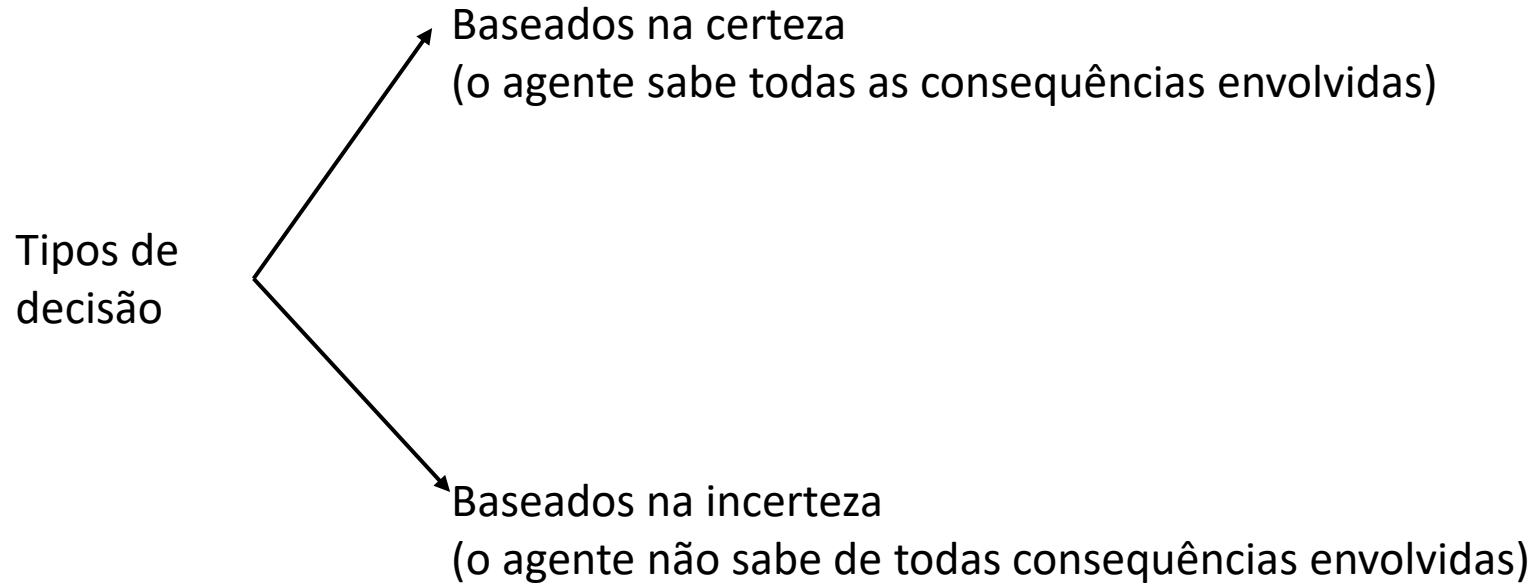 Baseados na certeza
(o agente sabe todas as consequências envolvidas)
Tipos de
decisão
Baseados na incerteza
(o agente não sabe de todas consequências envolvidas)